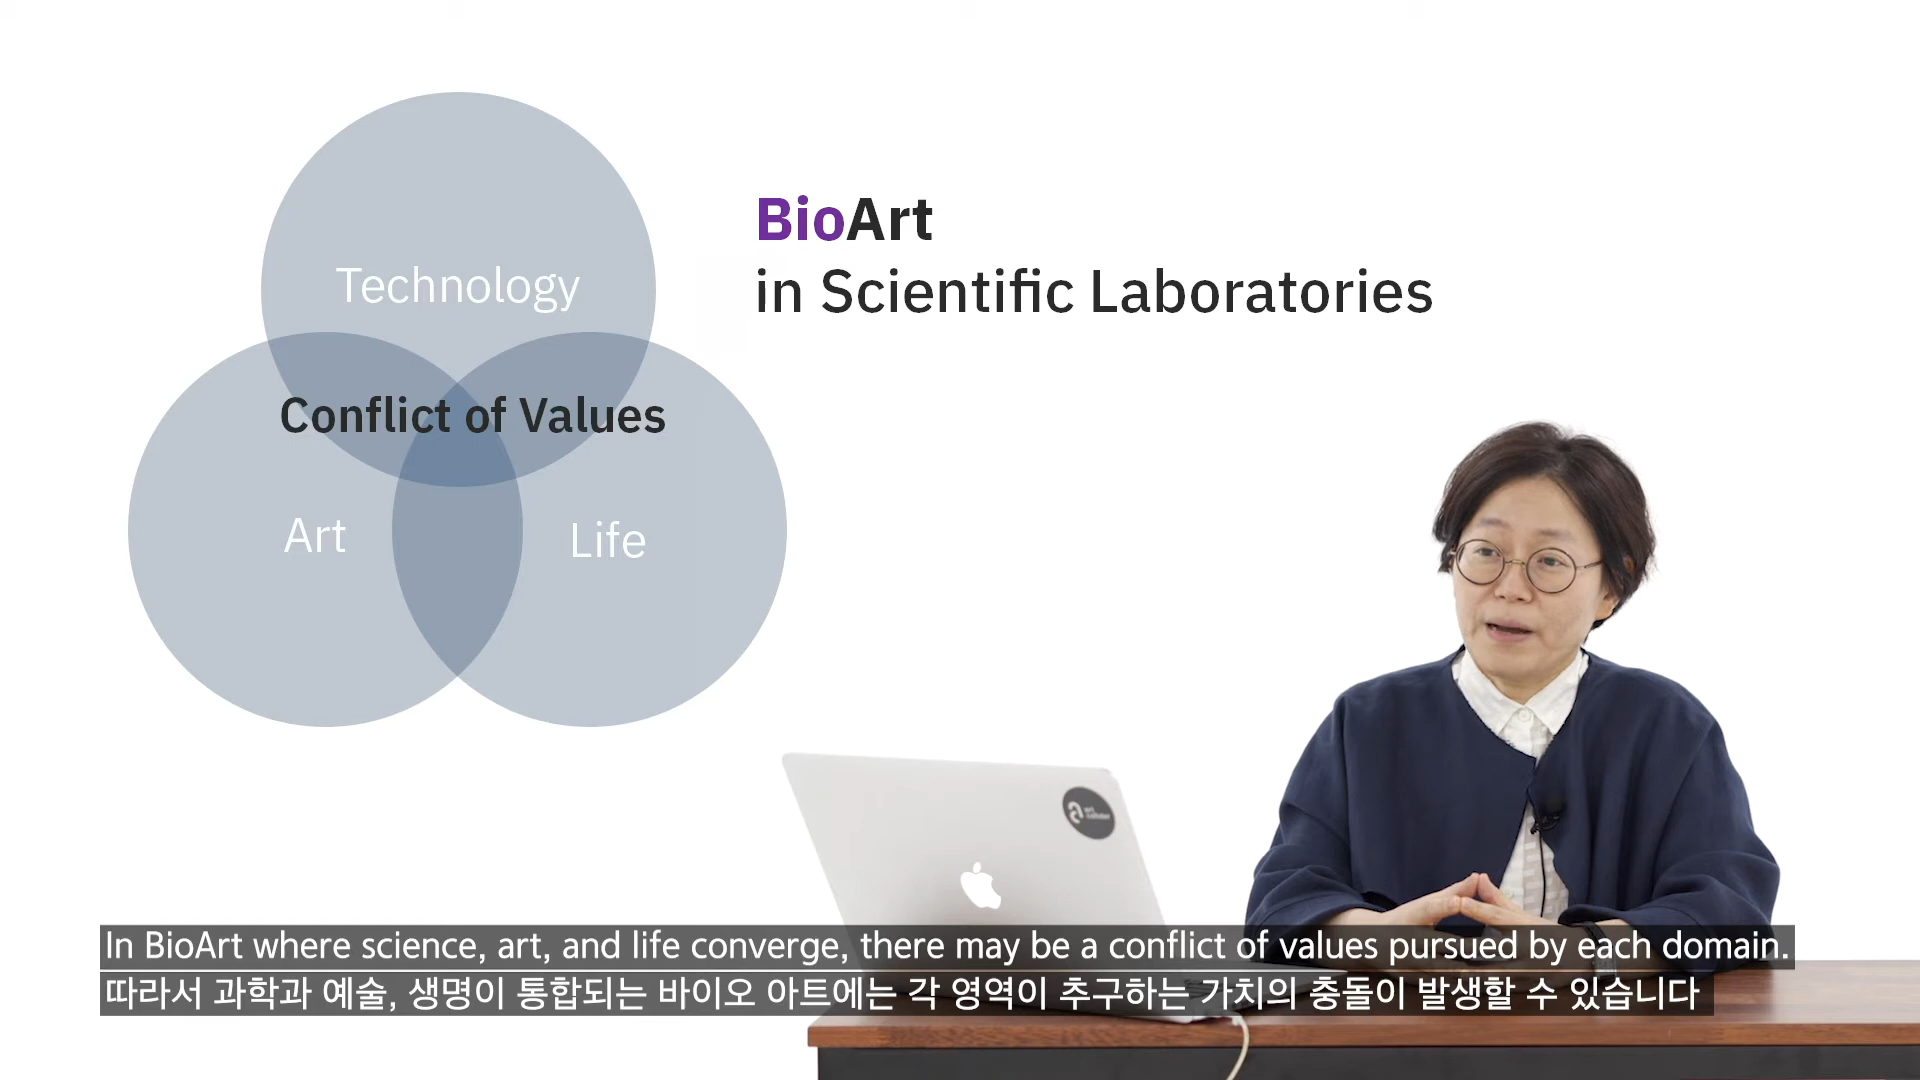 Technology
Conflict of Values
Art
Life
BioArt
in Scientific Laboratories
In BioArt where science, art, and life converge, there may be a conflict of values pursued by each domain.
따라서 과학과 예술, 생명이 통합되는 바이오 아트에는 각 영역이 추구하는 가치의 충돌이 발생할 수 있습니다